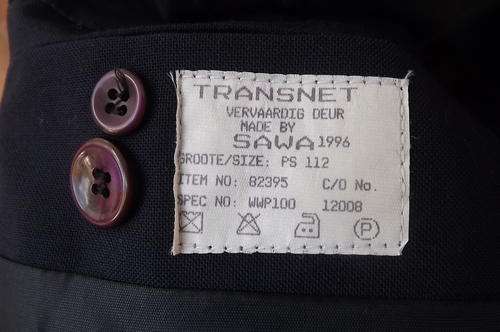 TRANSNET
VERVAARDIG DEUR
MADE BY
SAWA 1996
GROOTE/SIZE: PS 112
ITEM NO: 82395 C/O No.
SPEC NO: WWP100 12008
P